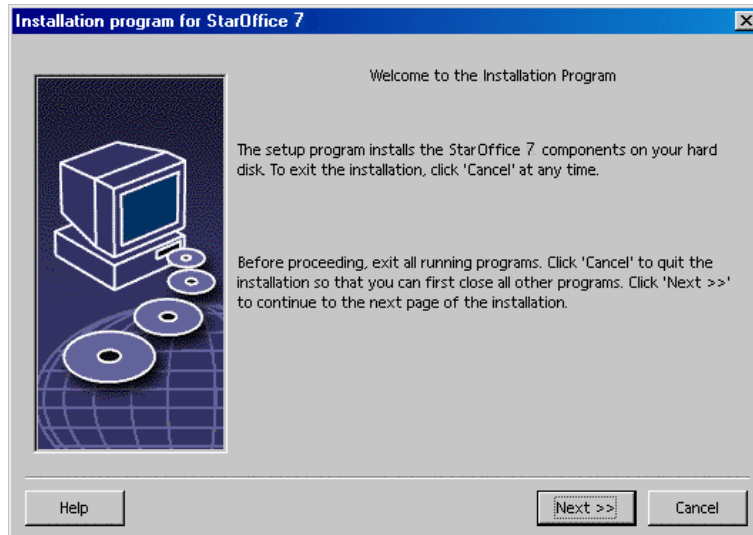 Installation program for StarOffice 7
Welcome to the Installation Program
The setup program installs the StarOffice 7 components on your hard
disk. To exit the installation, click 'Cancel' at any time.
Before proceeding, exit all running programs. Click 'Cancel' to quit the
installation so that you can first close all other programs. Click 'Next >>'
to continue to the next page of the installation.
Help
Next >>
Cancel